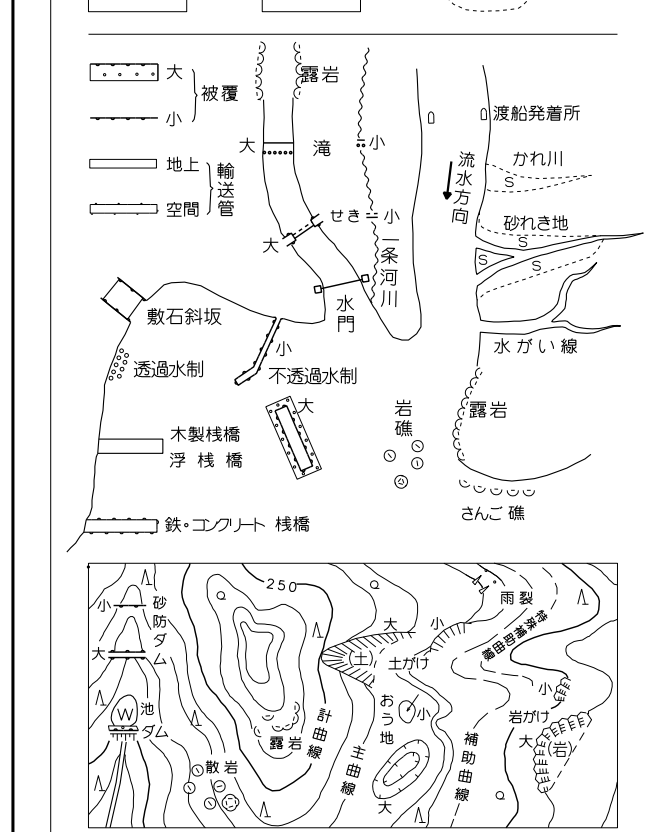 大
小
被覆
地上
空間
輸送管
露岩
大
滝
小
せき
小
大
一条河川
水門
流水方向
渡船発着所
かれ川
S
砂れき地
S
S
S
水がい線
敷石斜坂
透過水制
小
不透過水制
大
木製桟橋
浮桟橋
鉄・コンクリート桟橋
岩礁
露岩
さんご礁
小
砂防ダム
大
W
池
ダム
250
露岩
散岩
計曲線
主曲線
大
小
(土)
土がけ
おう地
小
大
補助曲線
雨裂
特殊補助曲線
小
岩がけ
大
(岩)